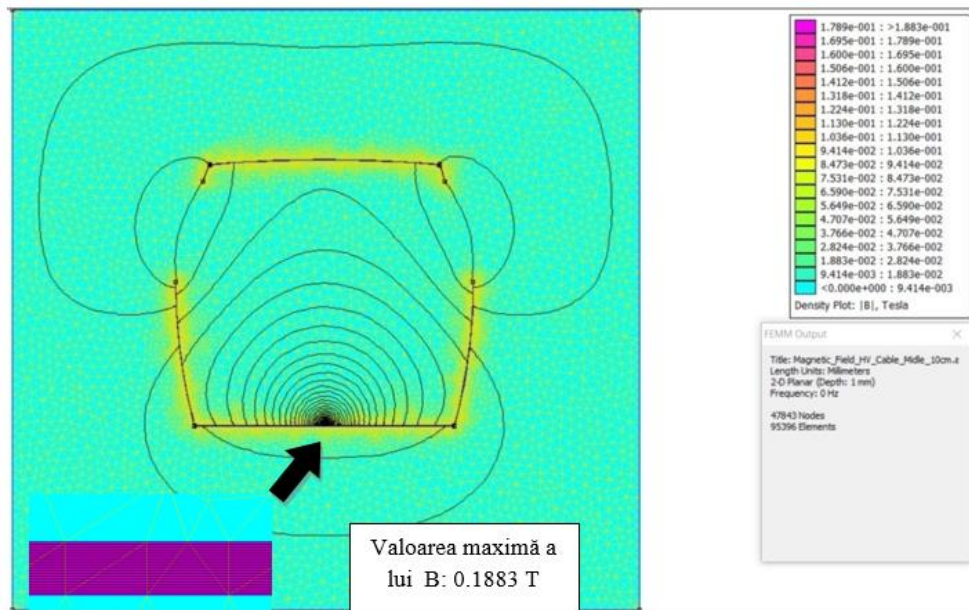 1.789e-001 : >1.883e-001
1.695e-001 : 1.789e-001
1.600e-001 : 1.695e-001
1.506e-001 : 1.600e-001
1.412e-001 : 1.506e-001
1.318e-001 : 1.412e-001
1.224e-001 : 1.318e-001
1.130e-001 : 1.224e-001
1.036e-001 : 1.130e-001
9.414e-002 : 1.036e-001
8.473e-002 : 9.414e-002
7.531e-002 : 8.473e-002
6.590e-002 : 7.531e-002
5.649e-002 : 6.590e-002
4.707e-002 : 5.649e-002
3.766e-002 : 4.707e-002
2.824e-002 : 3.766e-002
1.883e-002 : 2.824e-002
9.414e-003 : 1.883e-002
<0.000e+000 : 9.414e-003
Density Plot: |B|, Tesla
FEMM Output
Title: Magnetic_Field_HV_Cable_Midle_10cm.
Length Units: Millimeters
2-D Planar (Depth: 1 mm)
Frequency: 0 Hz
47843 Nodes
95396 Elements
Valoarea maximă a
lui B: 0.1883 T